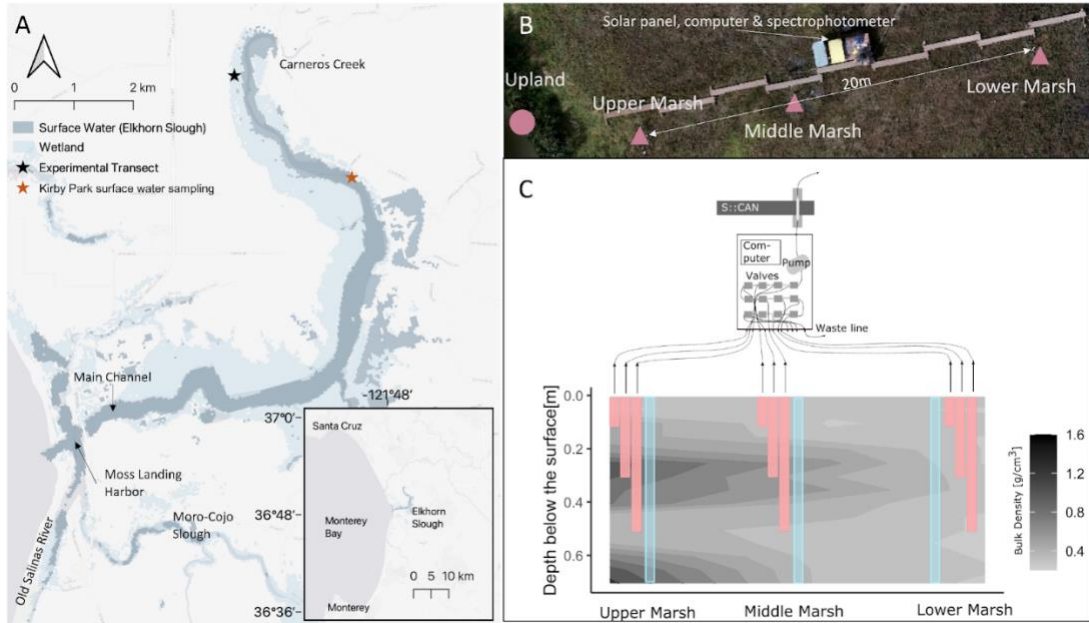 A
Carneros Creek
0 1 2 km
Surface Water (Elkhorn Slough)
Wetland
Experimental Transect
Kirby Park surface water sampling
Main Channel
Moss Landing
Harbor
Old Salinas River
Moro-Cojo
Slough
-121°48'
37°0'
36°48'
36°36'
Santa Cruz
Elkhorn
Slough
Monterey
Bay
0 5 10 km
Monterey
B
Solar panel, computer & spectrophotometer
Upland
Upper Marsh
20m
Middle Marsh
Lower Marsh
C
S::CAN
Com-
puter
Pump
Valves
Waste line
Depth below the surface[m]
0.0
0.2
0.4
0.6
Upper Marsh
Middle Marsh
Lower Marsh
Bulk Density [g/cm³]
1.6
1.2
0.8
0.4